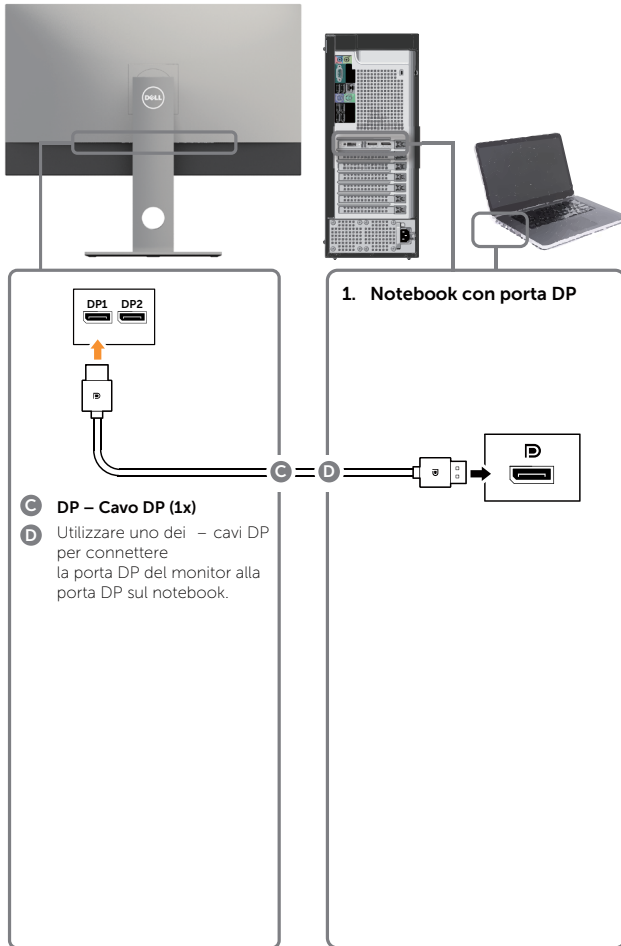 DELL
DP1 DP2
1. Notebook con porta DP
C D
C DP – Cavo DP (1x)
D Utilizzare uno dei – cavi DP
per connettere
la porta DP del monitor alla
porta DP sul notebook.